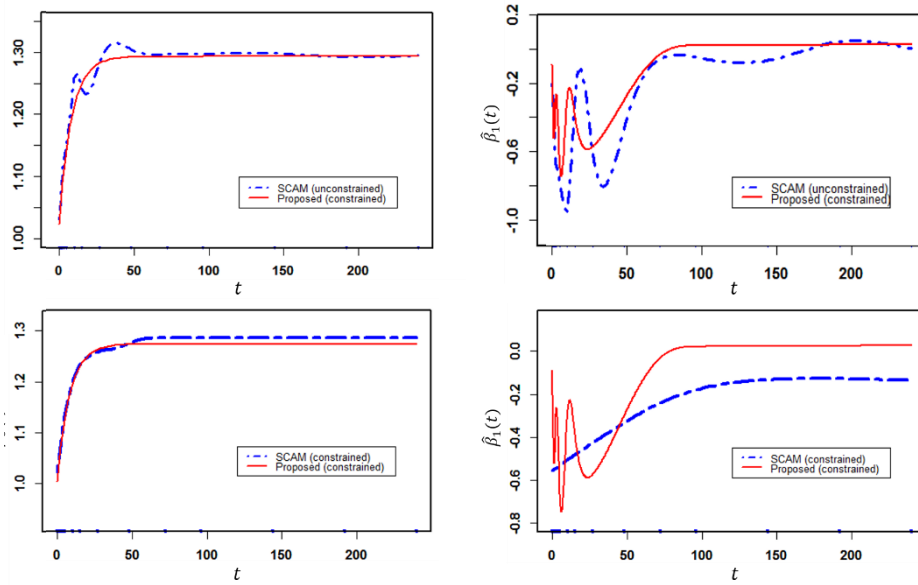 1.30
1.20
1.10
1.00
SCAM (unconstrained)
Proposed (constrained)
0 50 100 150 200
t
0.2
-0.2
-0.6
-1.0
β̂₁(t)
SCAM (unconstrained)
Proposed (constrained)
0 50 100 150 200
t
1.3
1.2
1.1
1.0
SCAM (constrained)
Proposed (constrained)
0 50 100 150 200
t
0.0
-0.2
-0.4
-0.6
-0.8
β̂₁(t)
SCAM (constrained)
Proposed (constrained)
0 50 100 150 200
t